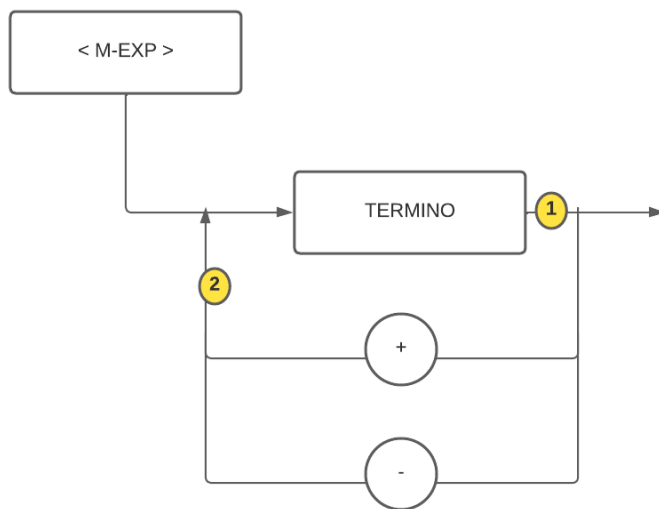 < M-EXP >
TERMINO
1
2
+
-